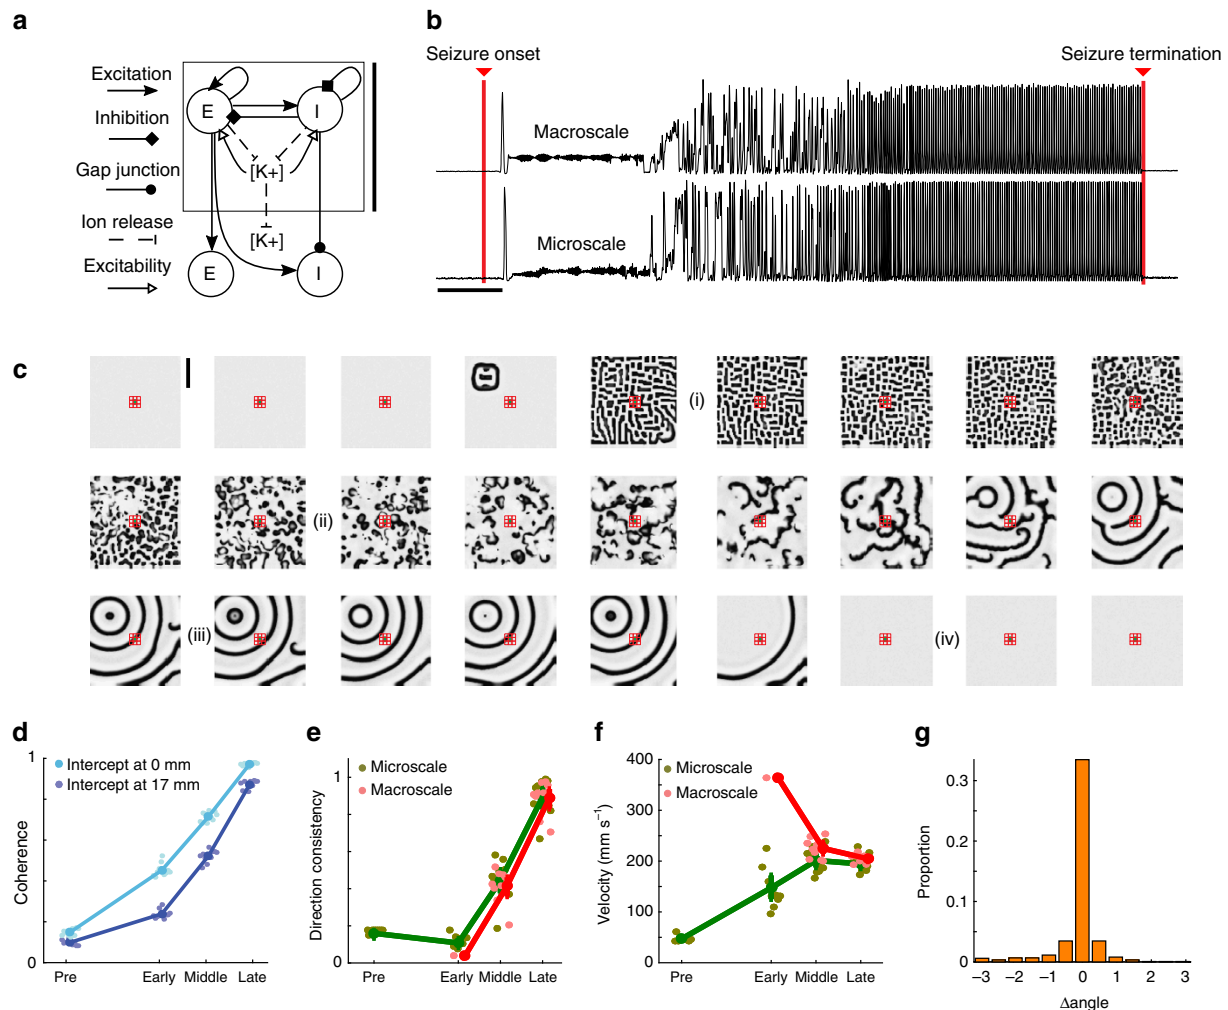 a
Excitation
Inhibition
Gap junction
Ion release
Excitability
E
I
[K+]
[K+]
E
I
b
Seizure onset
Seizure termination
Macroscale
Microscale
c
(i)
(ii)
(iii)
(iv)
d
Intercept at 0 mm
Intercept at 17 mm
1
0
Coherence
Pre
Early
Middle
Late
e
Microscale
Macroscale
1
0
Direction consistency
Pre
Early
Middle
Late
f
Microscale
Macroscale
400
350
300
200
150
100
50
0
Velocity (mm s⁻¹)
Pre
Early
Middle
Late
g
0.3
0.2
0.1
0
Proportion
−3
−2
−1
0
1
2
3
Δangle